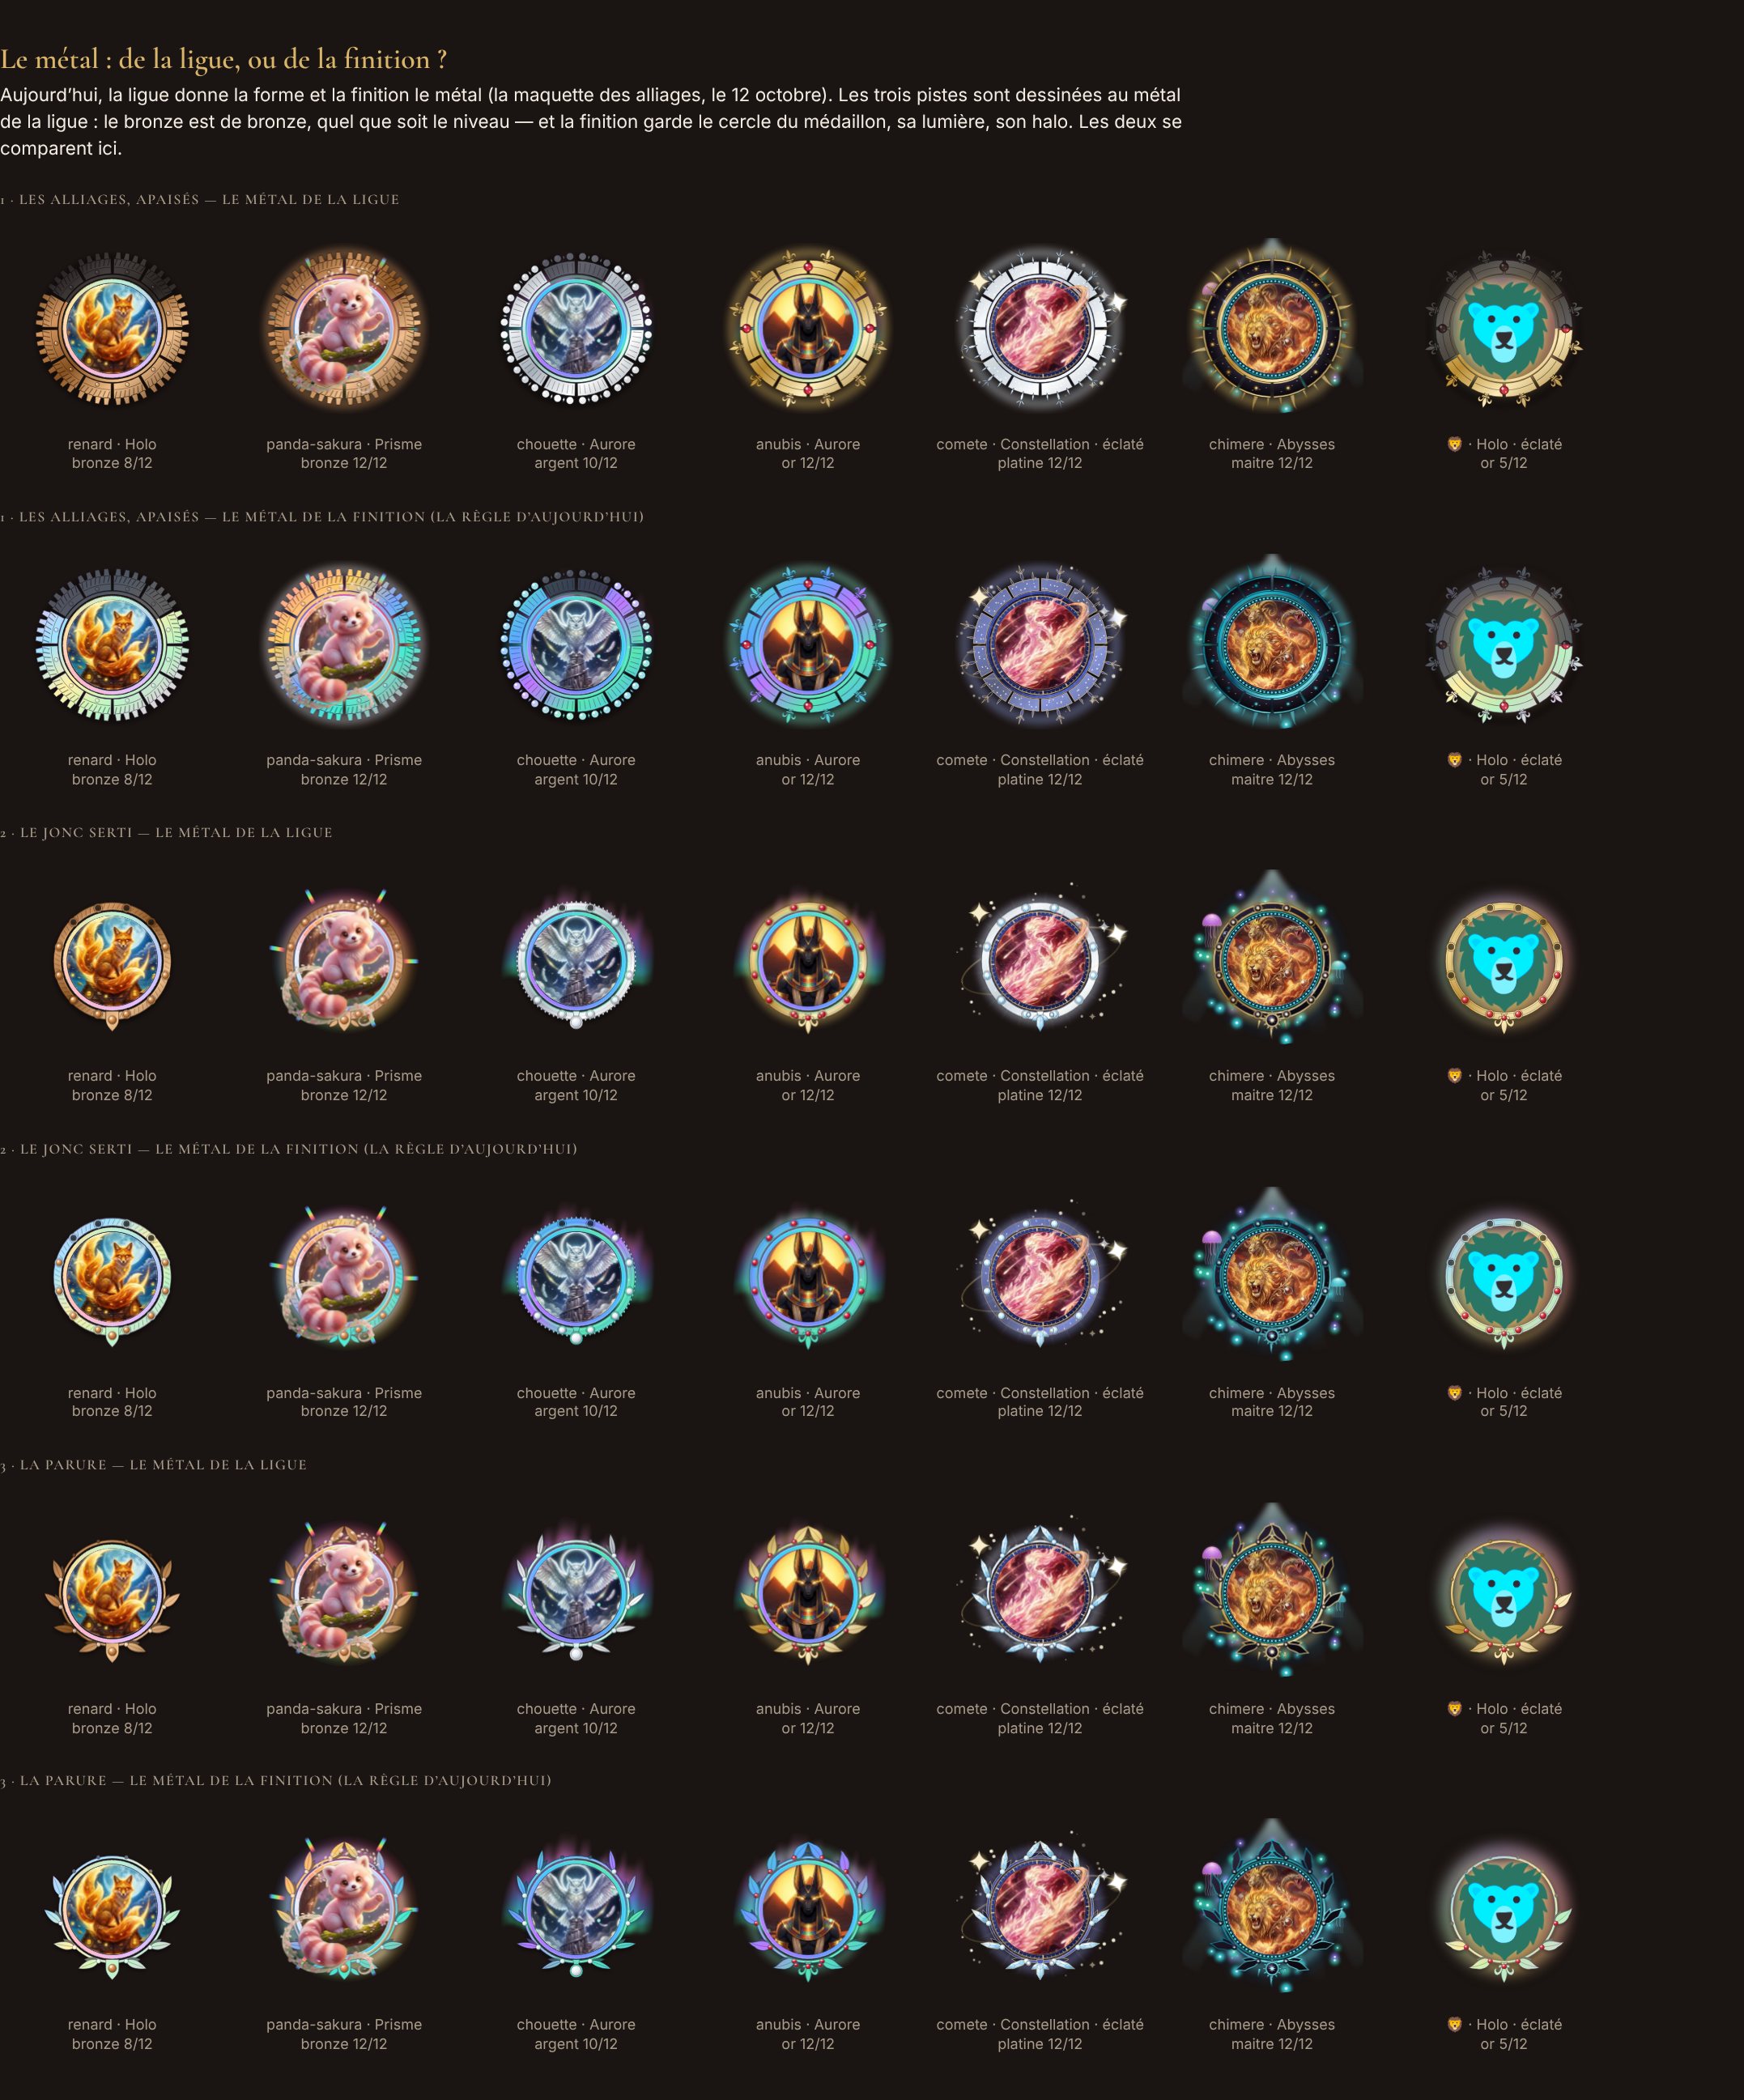 Le métal : de la ligue, ou de la finition ?
Aujourd’hui, la ligue donne la forme et la finition le métal (la maquette des alliages, le 12 octobre). Les trois pistes sont dessinées au métal
de la ligue : le bronze est de bronze, quel que soit le niveau — et la finition garde le cercle du médaillon, sa lumière, son halo. Les deux se
comparent ici.
1 · LES ALLIAGES, APAISÉS — LE MÉTAL DE LA LIGUE
renard · Holo
bronze 8/12
panda-sakura · Prisme
bronze 12/12
chouette · Aurore
argent 10/12
anubis · Aurore
or 12/12
comete · Constellation · éclaté
platine 12/12
chimere · Abysses
maitre 12/12
🦁 · Holo · éclaté
or 5/12
1 · LES ALLIAGES, APAISÉS — LE MÉTAL DE LA FINITION (LA RÈGLE D’AUJOURD’HUI)
renard · Holo
bronze 8/12
panda-sakura · Prisme
bronze 12/12
chouette · Aurore
argent 10/12
anubis · Aurore
or 12/12
comete · Constellation · éclaté
platine 12/12
chimere · Abysses
maitre 12/12
🦁 · Holo · éclaté
or 5/12
2 · LE JONC SERTI — LE MÉTAL DE LA LIGUE
renard · Holo
bronze 8/12
panda-sakura · Prisme
bronze 12/12
chouette · Aurore
argent 10/12
anubis · Aurore
or 12/12
comete · Constellation · éclaté
platine 12/12
chimere · Abysses
maitre 12/12
🦁 · Holo · éclaté
or 5/12
2 · LE JONC SERTI — LE MÉTAL DE LA FINITION (LA RÈGLE D’AUJOURD’HUI)
renard · Holo
bronze 8/12
panda-sakura · Prisme
bronze 12/12
chouette · Aurore
argent 10/12
anubis · Aurore
or 12/12
comete · Constellation · éclaté
platine 12/12
chimere · Abysses
maitre 12/12
🦁 · Holo · éclaté
or 5/12
3 · LA PARURE — LE MÉTAL DE LA LIGUE
renard · Holo
bronze 8/12
panda-sakura · Prisme
bronze 12/12
chouette · Aurore
argent 10/12
anubis · Aurore
or 12/12
comete · Constellation · éclaté
platine 12/12
chimere · Abysses
maitre 12/12
🦁 · Holo · éclaté
or 5/12
3 · LA PARURE — LE MÉTAL DE LA FINITION (LA RÈGLE D’AUJOURD’HUI)
renard · Holo
bronze 8/12
panda-sakura · Prisme
bronze 12/12
chouette · Aurore
argent 10/12
anubis · Aurore
or 12/12
comete · Constellation · éclaté
platine 12/12
chimere · Abysses
maitre 12/12
🦁 · Holo · éclaté
or 5/12